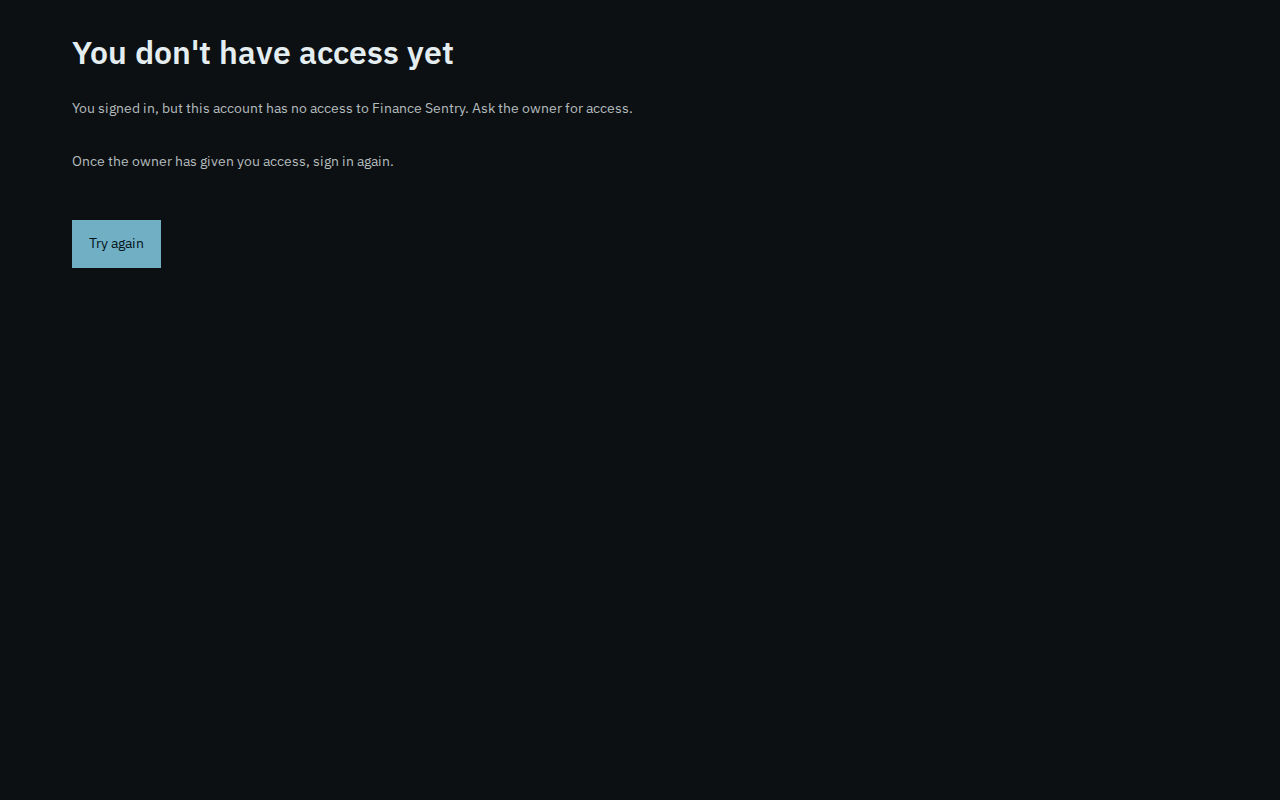 You don't have access yet
You signed in, but this account has no access to Finance Sentry. Ask the owner for access.
Once the owner has given you access, sign in again.
Try again